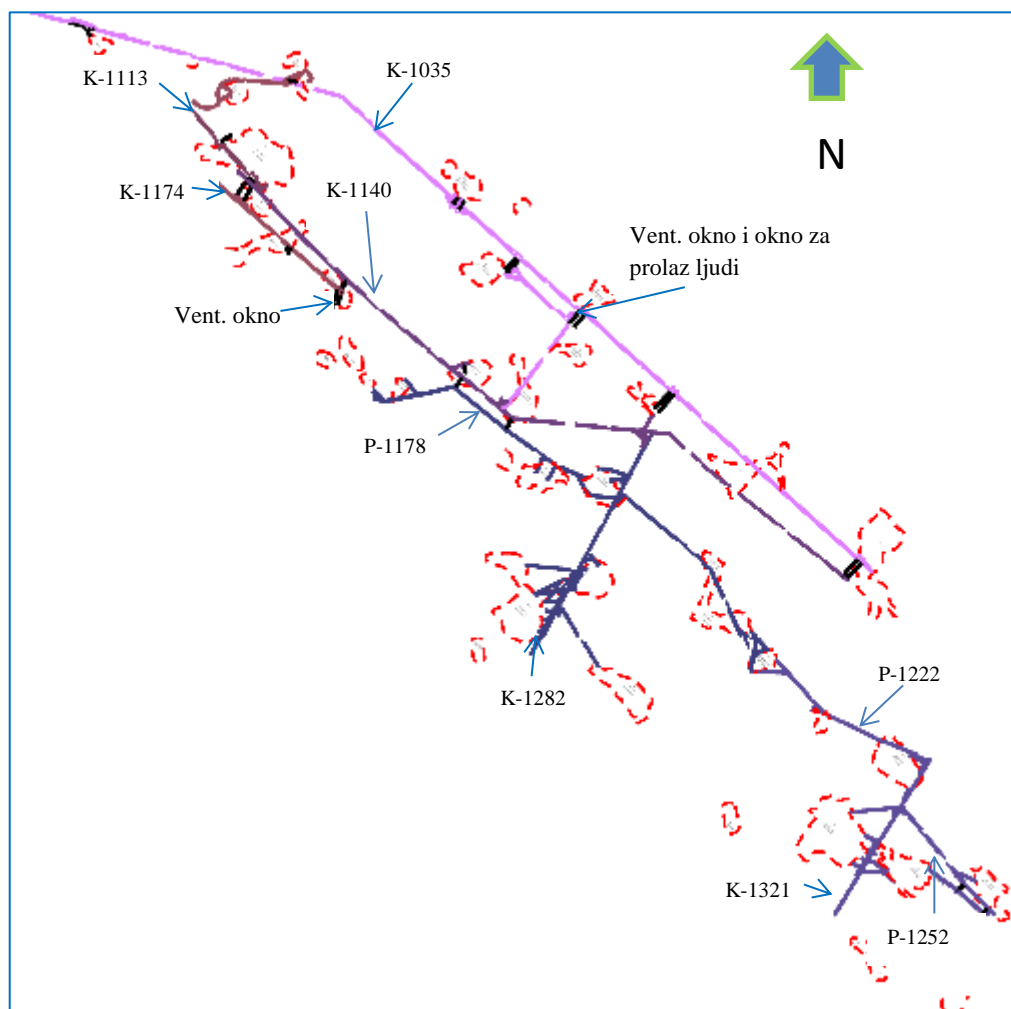 K-1113
K-1035
N
K-1174
K-1140
Vent. okno i okno za
prolaz ljudi
Vent. okno
P-1178
P-1222
K-1282
K-1321
P-1252